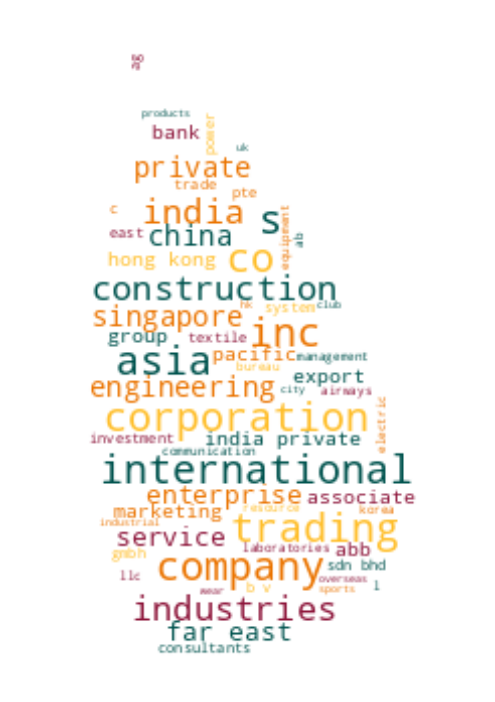 ag
products
bank
power
uk
private
trade
pte
c
india
s
equipment
east
china
ab
hong kong
co
construction
hk
system
club
singapore
inc
group
textile
asia
pacific
management
bureau
export
engineering
city
airways
corporation
electric
investment
india private
communication
international
enterprise
associate
marketing
resource
korea
industrial
trading
service
laboratories
abb
gmbh
company
sdn bhd
llc
overseas
wear
b v
sports
l
industries
far east
consultants